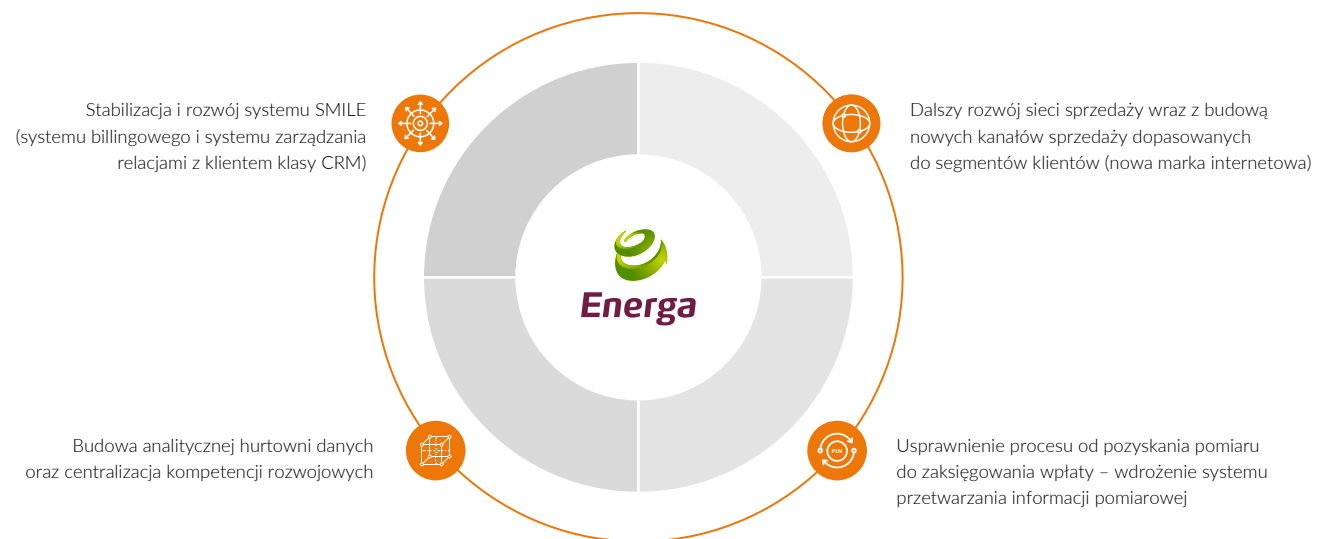 Stabilizacja i rozwój systemu SMILE
(systemu billingowego i systemu zarządzania
relacjami z klientem klasy CRM)
Dalszy rozwój sieci sprzedaży wraz z budową
nowych kanałów sprzedaży dopasowanych
do segmentów klientów (nowa marka internetowa)
Energa
Budowa analitycznej hurtowni danych
oraz centralizacja kompetencji rozwojowych
PLN
Usprawnienie procesu od pozyskania pomiaru
do zaksięgowania wpłaty – wdrożenie systemu
przetwarzania informacji pomiarowej